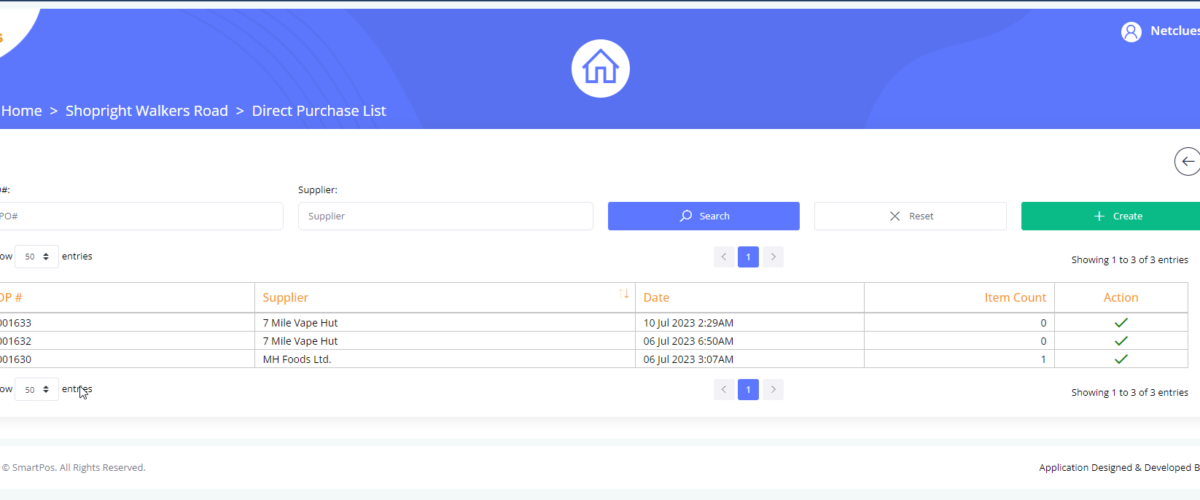 Netclues
Home > Shopright Walkers Road > Direct Purchase List
#:
Supplier:
PO#
Supplier
Search
Reset
Create
ow 50 entries
1
Showing 1 to 3 of 3 entries
DP #
Supplier
Date
Item Count
Action
001633
7 Mile Vape Hut
10 Jul 2023 2:29AM
0
001632
7 Mile Vape Hut
06 Jul 2023 6:50AM
0
001630
MH Foods Ltd.
06 Jul 2023 3:07AM
1
ow 50 entries
1
Showing 1 to 3 of 3 entries
© SmartPos. All Rights Reserved.
Application Designed & Developed B